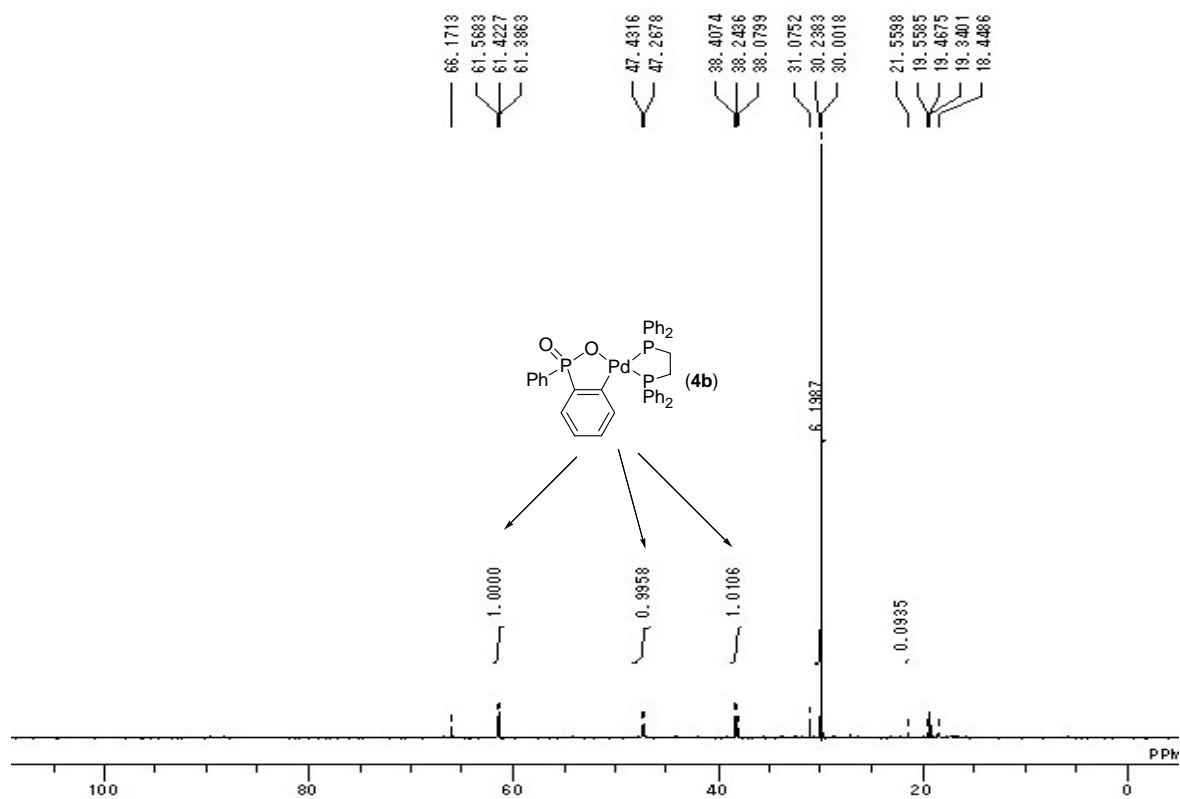 66.1713
61.5683
61.4227
61.3863
47.4316
47.2678
38.4074
38.2436
38.0799
31.0752
30.2383
30.0018
21.5598
19.5585
19.4675
19.3401
18.4486
Ph2
O
O
P
Pd
P
(4b)
Ph
P
Ph2
6.1987
1.0000
0.9958
1.0106
0.0935
PPM
100
80
60
40
20
0